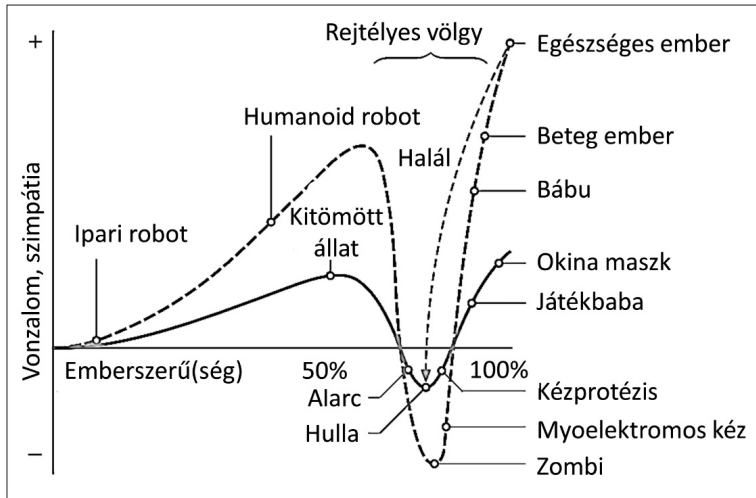 +
Rejtélyes völgy
Egészséges ember
Humanoid robot
Halál
Beteg ember
Bábu
Kitömött
állat
Ipari robot
Okina maszk
Játékbaba
Vonzalom, szimpátia
Emberszerű(ség)
50%
100%
Alarc
Kézprotézis
Hulla
Myoelektromos kéz
Zombi
–